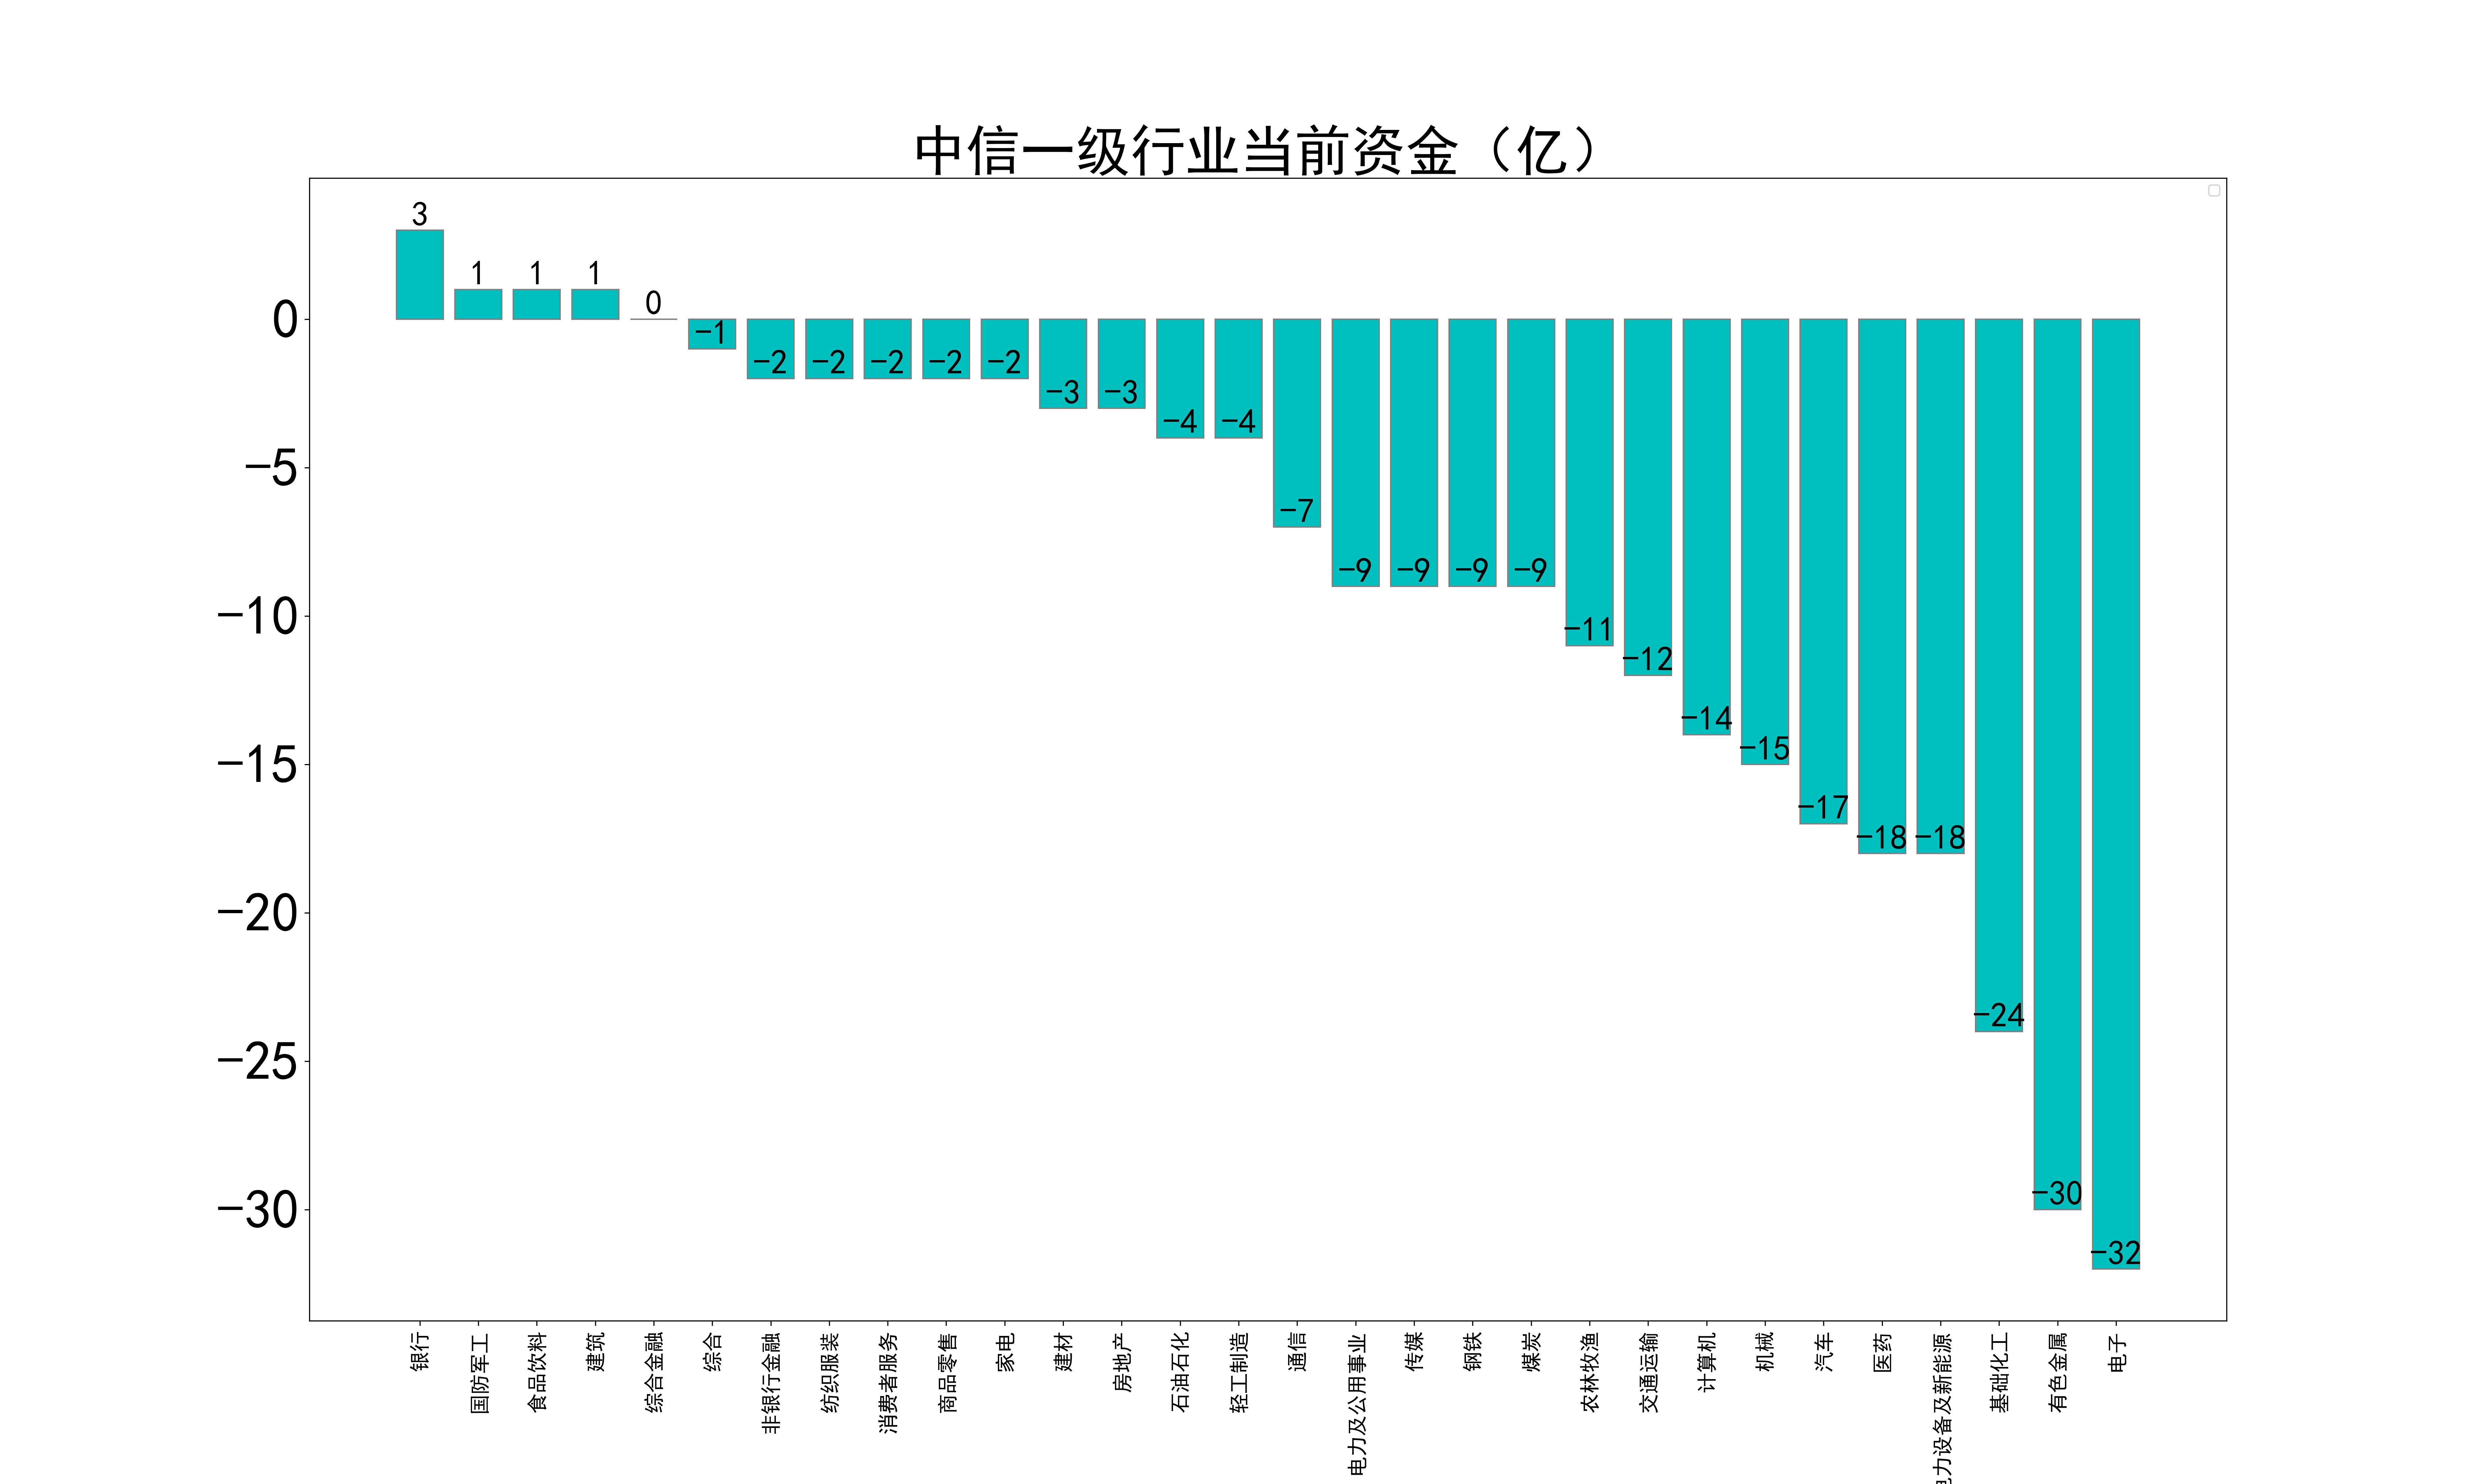 中信一级行业当前资金（亿）
3
1
1
1
0
−1
−2
−2
−2
−2
−2
−3
−3
−4
−4
−7
−9
−9
−9
−9
−11
−12
−14
−15
−17
−18
−18
−24
−30
−32
0
−5
−10
−15
−20
−25
−30
银行
国防军工
食品饮料
建筑
综合金融
综合
非银行金融
纺织服装
消费者服务
商品零售
家电
建材
房地产
石油石化
轻工制造
通信
电力及公用事业
传媒
钢铁
煤炭
农林牧渔
交通运输
计算机
机械
汽车
医药
力设备及新能源
基础化工
有色金属
电子